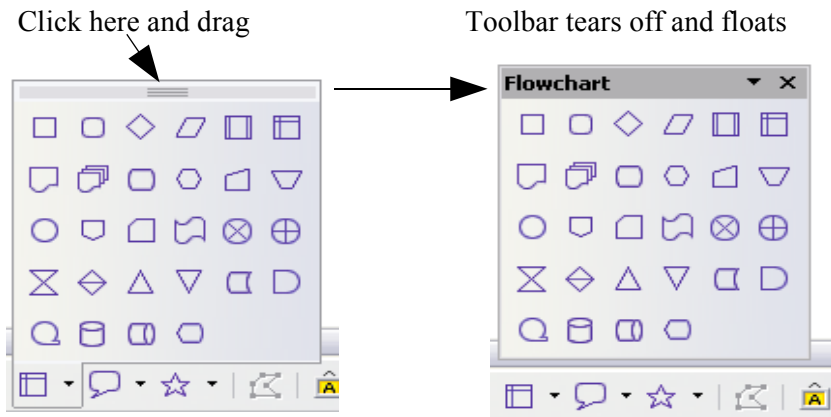 Click here and drag
Toolbar tears off and floats
Flowchart
A
A